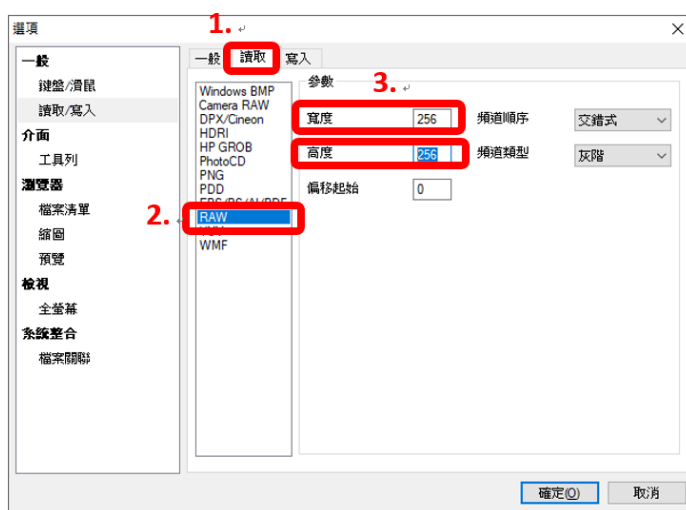 1.
選項
一般
鍵盤/滑鼠
讀取/寫入
介面
工具列
瀏覽器
檔案清單
縮圖
預覽
檢視
全螢幕
系統整合
檔案關聯
一般 讀取 寫入
2.
Windows BMP
Camera RAW
DPX/Cineon
HDRI
HP GROB
PhotoCD
PNG
PDD
RAW
WMF
參數
3.
寬度 256 頻道順序 交錯式
高度 256 頻道類型 灰階
偏移起始 0
確定(O) 取消